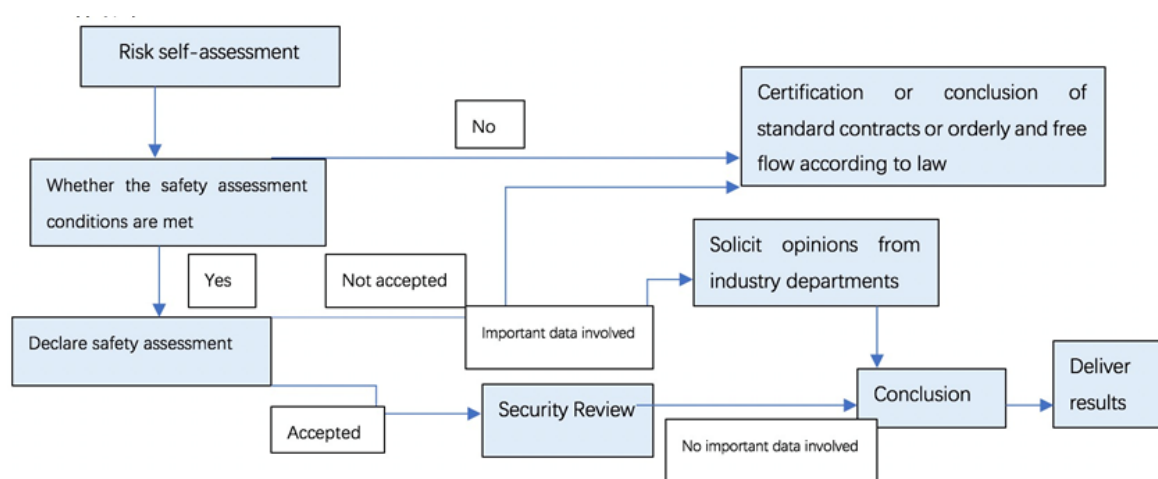 Risk self-assessment
No
Certification or conclusion of
standard contracts or orderly and free
flow according to law
Whether the safety assessment
conditions are met
Yes
Not accepted
Solicit opinions from
industry departments
Important data involved
Declare safety assessment
Accepted
Security Review
No important data involved
Conclusion
Deliver
results